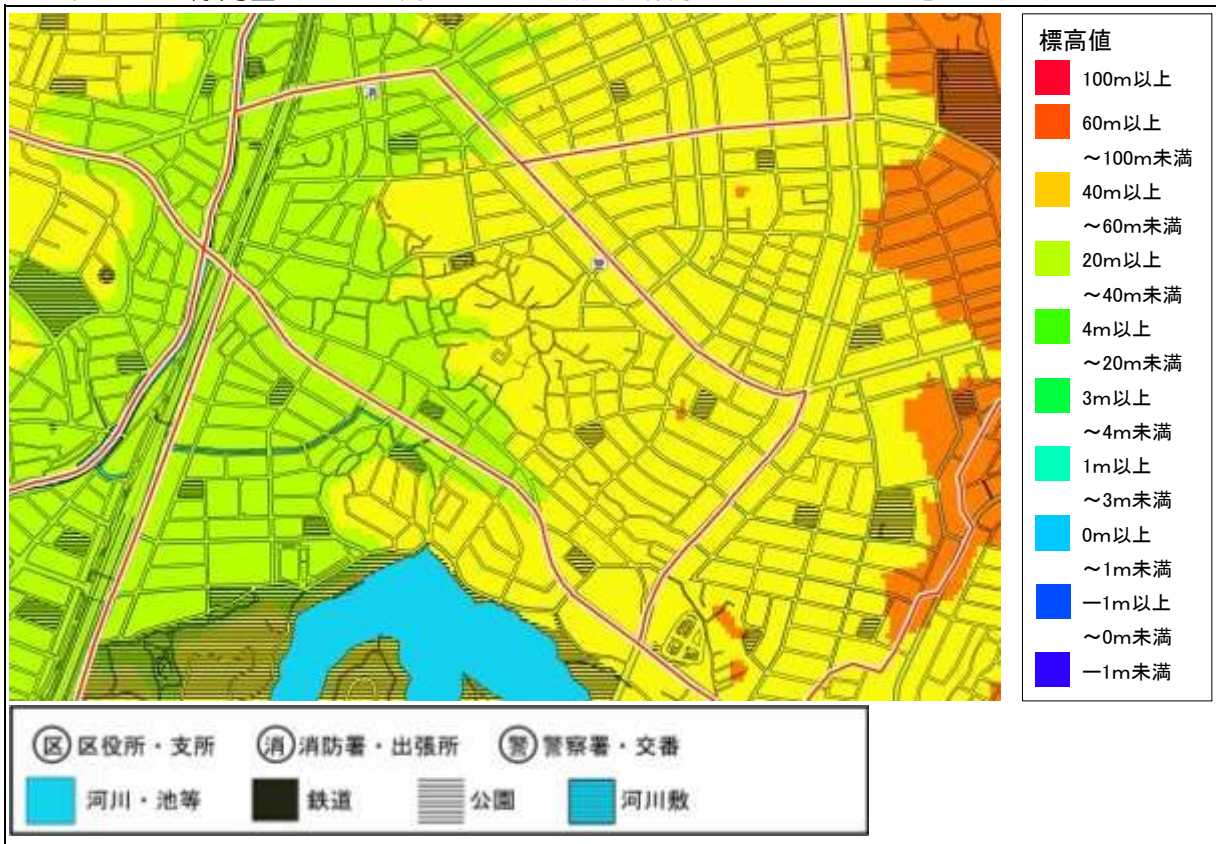 標高値
100m以上
60m以上
～100m未満
40m以上
～60m未満
20m以上
～40m未満
4m以上
～20m未満
3m以上
～4m未満
1m以上
～3m未満
0m以上
～1m未満
－1m以上
～0m未満
－1m未満
消
区 区役所・支所 消 消防署・出張所 警 警察署・交番
河川・池等 鉄道 公園 河川敷